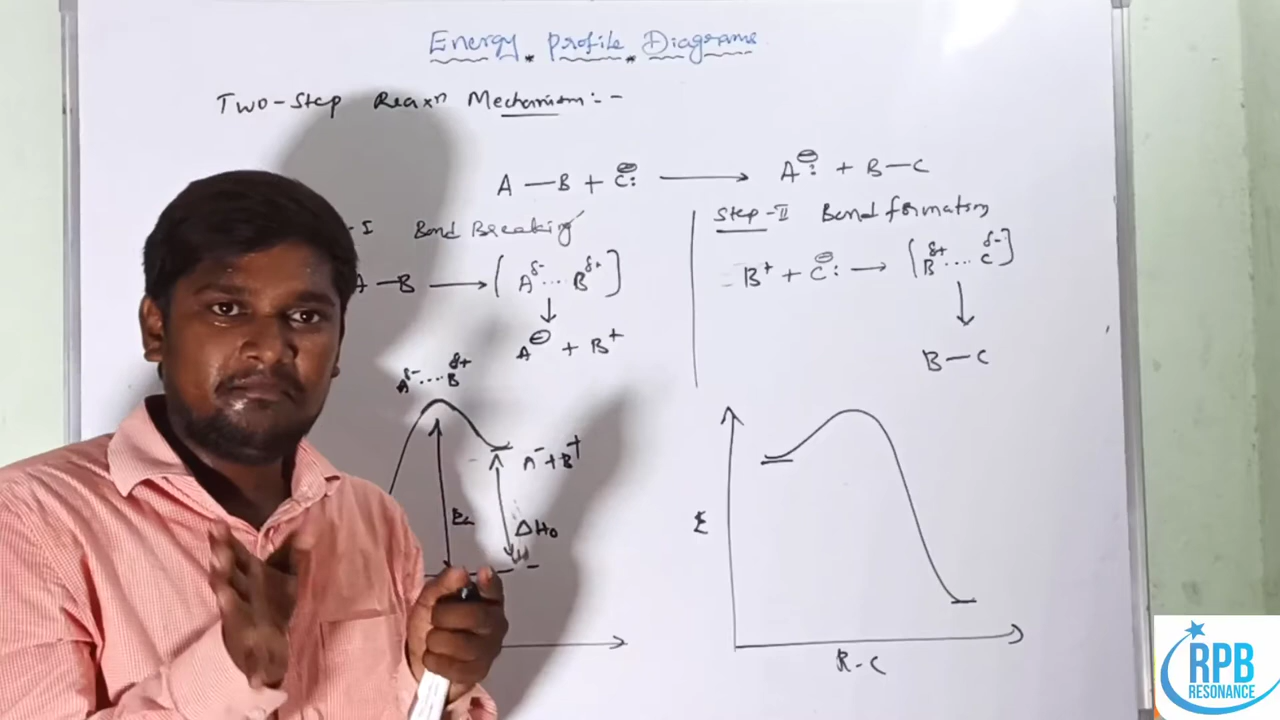 Energy Profile Diagrams
Two-Step Reaxn Mechanism:-
A—B + C⊖: ⟶ A⊖: + B—C
-I Bond Breaking
A—B ⟶ [Aδ- ···· Bδ+]
↓
A⊖ + B+
Step-II Bond formation
B+ + C⊖: ⟶ [Bδ+ ···· Cδ-]
↓
B—C
Aδ- ···· Bδ+
A- + B+
Ea
ΔHo
E
R-C
RPB
RESONANCE